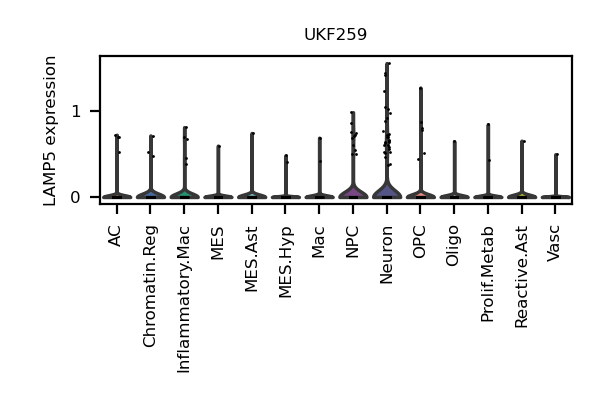 UKF259
LAMP5 expression
1
0
AC
Chromatin.Reg
Inflammatory.Mac
MES
MES.Ast
MES.Hyp
Mac
NPC
Neuron
OPC
Oligo
Prolif.Metab
Reactive.Ast
Vasc